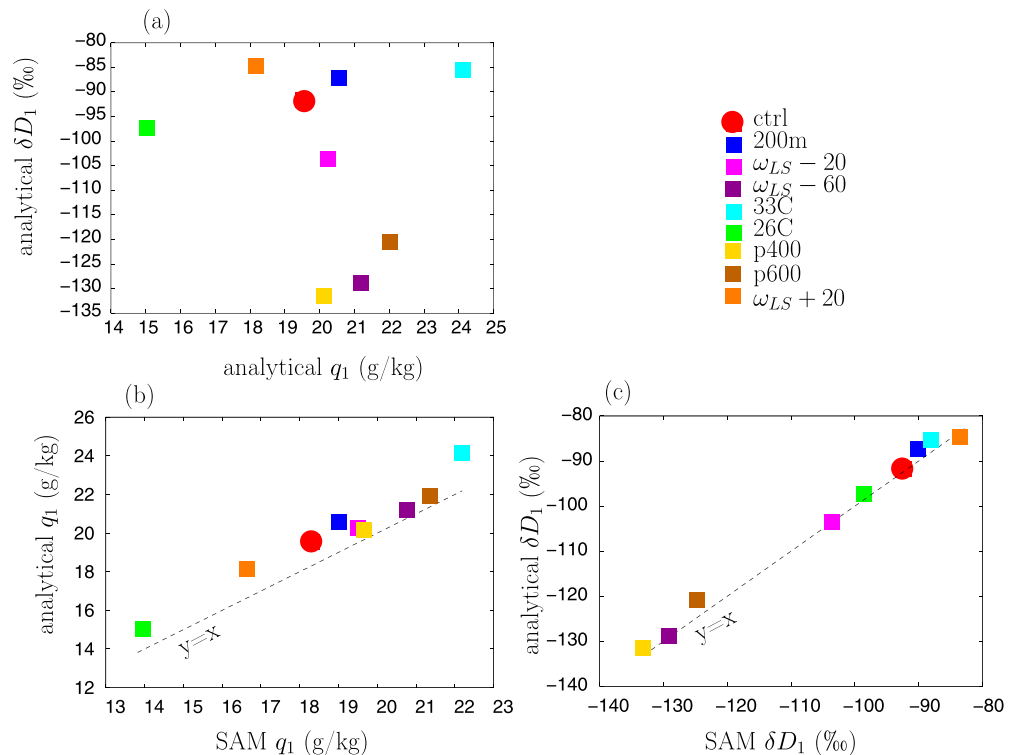 (a)
−80
−85
−90
−95
−100
−105
−110
−115
−120
−125
−130
−135
analytical δD₁ (‰)
14 15 16 17 18 19 20 21 22 23 24 25
analytical q₁ (g/kg)
ctrl
200m
ω_LS − 20
ω_LS − 60
33C
26C
p400
p600
ω_LS + 20
(b)
26
24
22
20
18
16
14
12
analytical q₁ (g/kg)
y=x
13 14 15 16 17 18 19 20 21 22 23
SAM q₁ (g/kg)
(c)
−80
−90
−100
−110
−120
−130
−140
analytical δD₁ (‰)
y=x
−140 −130 −120 −110 −100 −90 −80
SAM δD₁ (‰)